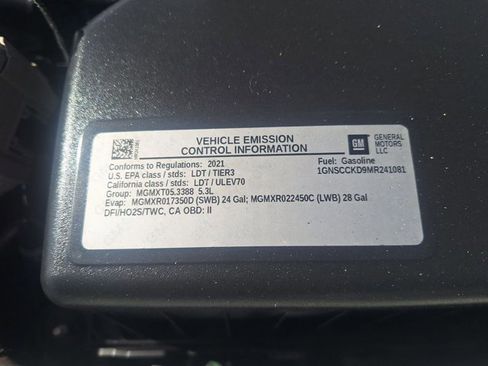 VEHICLE EMISSION
CONTROL INFORMATION
GM
GENERAL
MOTORS
LLC
Conforms to Regulations: 2021
Fuel: Gasoline
U.S. EPA class / stds: LDT / TIER3
1GNSCCKD9MR241081
California class / stds: LDT / ULEV70
Group: MGMXT05.3388 5.3L
Evap: MGMXR017350D (SWB) 24 Gal; MGMXR022450C (LWB) 28 Gal
DFI/HO2S/TWC, CA OBD: II